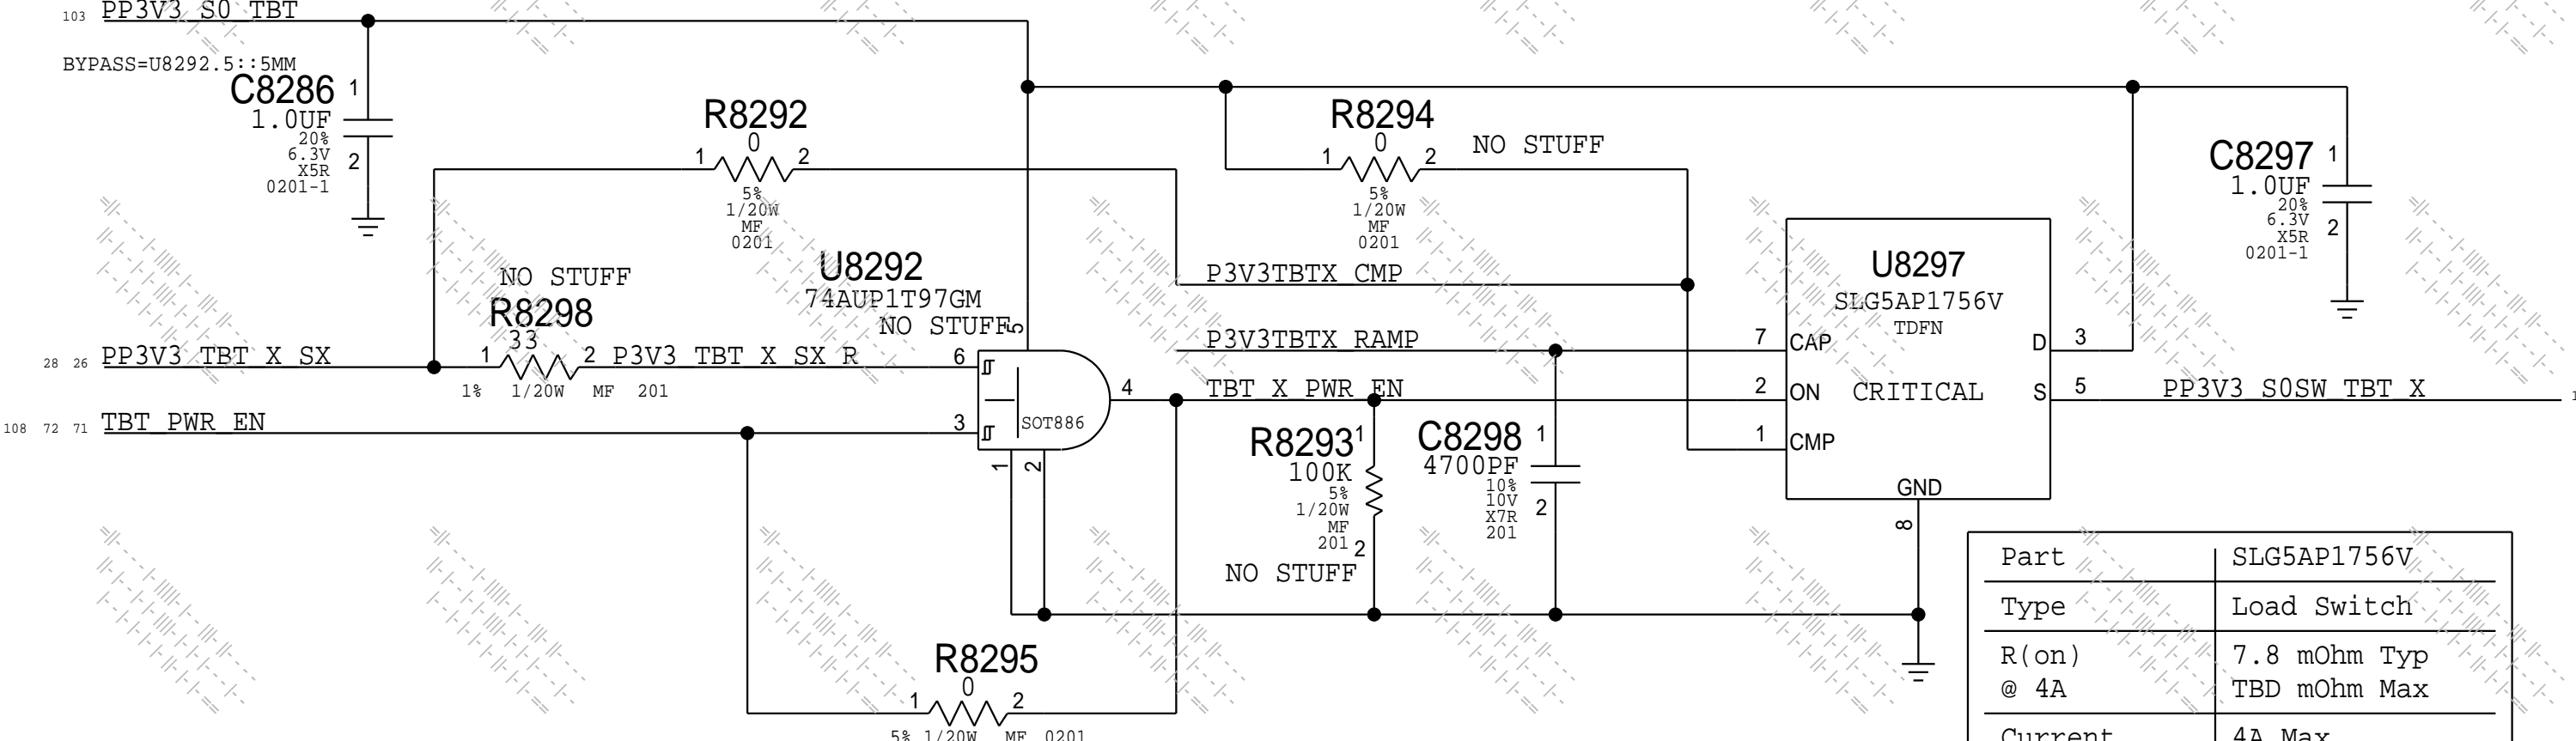 103 PP3V3_S0_TBT
BYPASS=U8292.5::5MM
C8286
1.0UF
20%
6.3V
X5R
0201-1
1
2
R8292
0
1 2
5%
1/20W
MF
0201
R8294
0
1 2
NO STUFF
5%
1/20W
MF
0201
C8297
1.0UF
20%
6.3V
X5R
0201-1
1
2
P3V3TBTX_CMP
NO STUFF
R8298
33
1 2
1% 1/20W MF 201
U8292
74AUP1T97GM
NO STUFF
5
28 26 PP3V3_TBT_X_SX
P3V3_TBT_X_SX_R
6
108 72 71 TBT_PWR_EN
3
4
SOT886
1 2
P3V3TBTX_RAMP
TBT_X_PWR_EN
R8293
100K
5%
1/20W
MF
201
1
2
NO STUFF
C8298
4700PF
10%
10V
X7R
201
1
2
U8297
SLG5AP1756V
TDFN
7 CAP D 3
2 ON CRITICAL S 5
PP3V3_S0SW_TBT_X
1 CMP
GND
8
R8295
0
1 2
5% 1/20W MF 0201
Part SLG5AP1756V
Type Load Switch
R(on) 7.8 mOhm Typ
@ 4A TBD mOhm Max
Current 4A Max